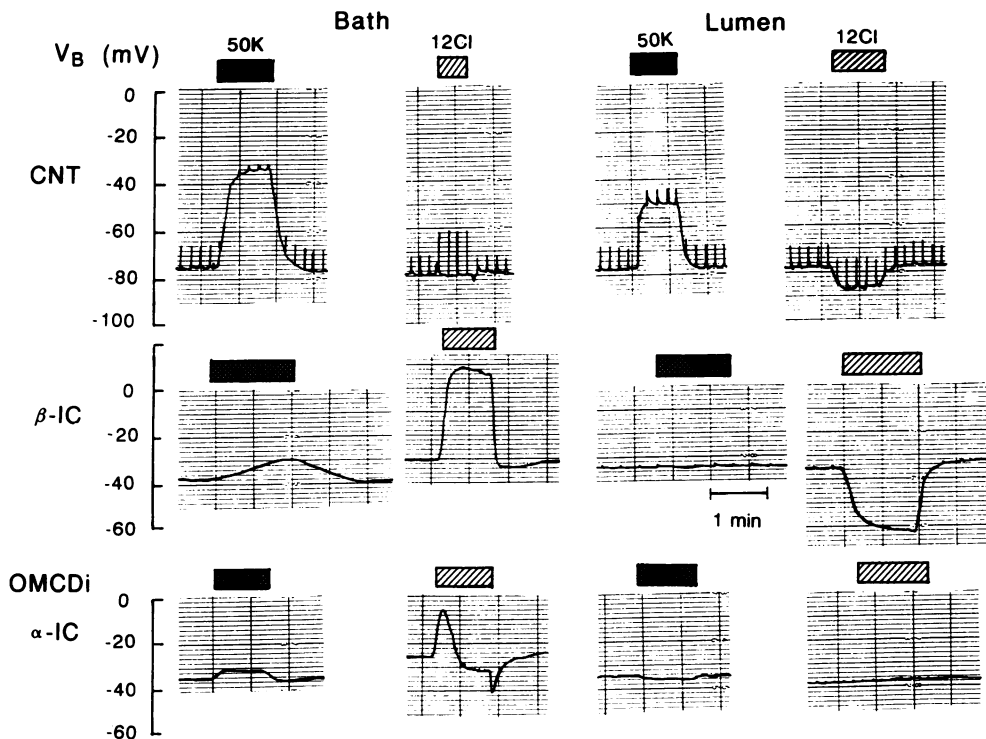 Bath Lumen
V_B (mV) 50K 12Cl 50K 12Cl
0
-20
CNT -40
-60
-80
-100
0
β-IC -20
-40
1 min
-60
OMCDi 0
α-IC -20
-40
-60